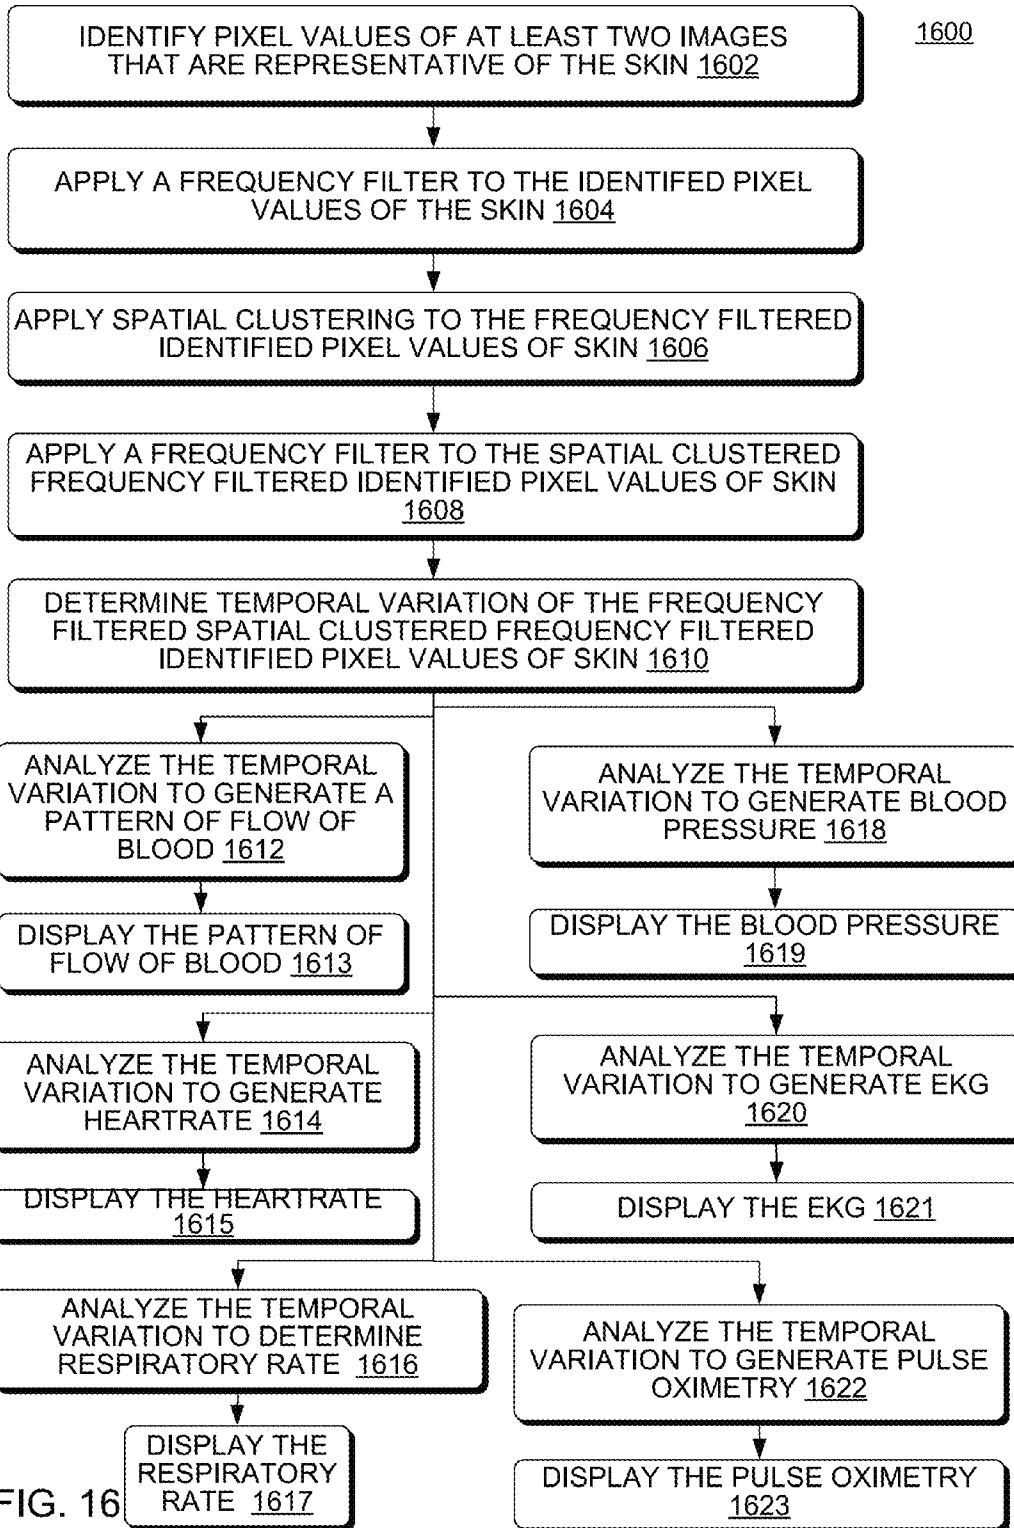 1600
IDENTIFY PIXEL VALUES OF AT LEAST TWO IMAGES
THAT ARE REPRESENTATIVE OF THE SKIN 1602
APPLY A FREQUENCY FILTER TO THE IDENTIFED PIXEL
VALUES OF THE SKIN 1604
APPLY SPATIAL CLUSTERING TO THE FREQUENCY FILTERED
IDENTIFIED PIXEL VALUES OF SKIN 1606
APPLY A FREQUENCY FILTER TO THE SPATIAL CLUSTERED
FREQUENCY FILTERED IDENTIFIED PIXEL VALUES OF SKIN
1608
DETERMINE TEMPORAL VARIATION OF THE FREQUENCY
FILTERED SPATIAL CLUSTERED FREQUENCY FILTERED
IDENTIFIED PIXEL VALUES OF SKIN 1610
ANALYZE THE TEMPORAL
VARIATION TO GENERATE A
PATTERN OF FLOW OF
BLOOD 1612
DISPLAY THE PATTERN OF
FLOW OF BLOOD 1613
ANALYZE THE TEMPORAL
VARIATION TO GENERATE BLOOD
PRESSURE 1618
DISPLAY THE BLOOD PRESSURE
1619
ANALYZE THE TEMPORAL
VARIATION TO GENERATE
HEARTRATE 1614
DISPLAY THE HEARTRATE
1615
ANALYZE THE TEMPORAL
VARIATION TO GENERATE EKG
1620
DISPLAY THE EKG 1621
ANALYZE THE TEMPORAL
VARIATION TO DETERMINE
RESPIRATORY RATE 1616
DISPLAY THE
RESPIRATORY
RATE 1617
ANALYZE THE TEMPORAL
VARIATION TO GENERATE PULSE
OXIMETRY 1622
DISPLAY THE PULSE OXIMETRY
1623
FIG. 16